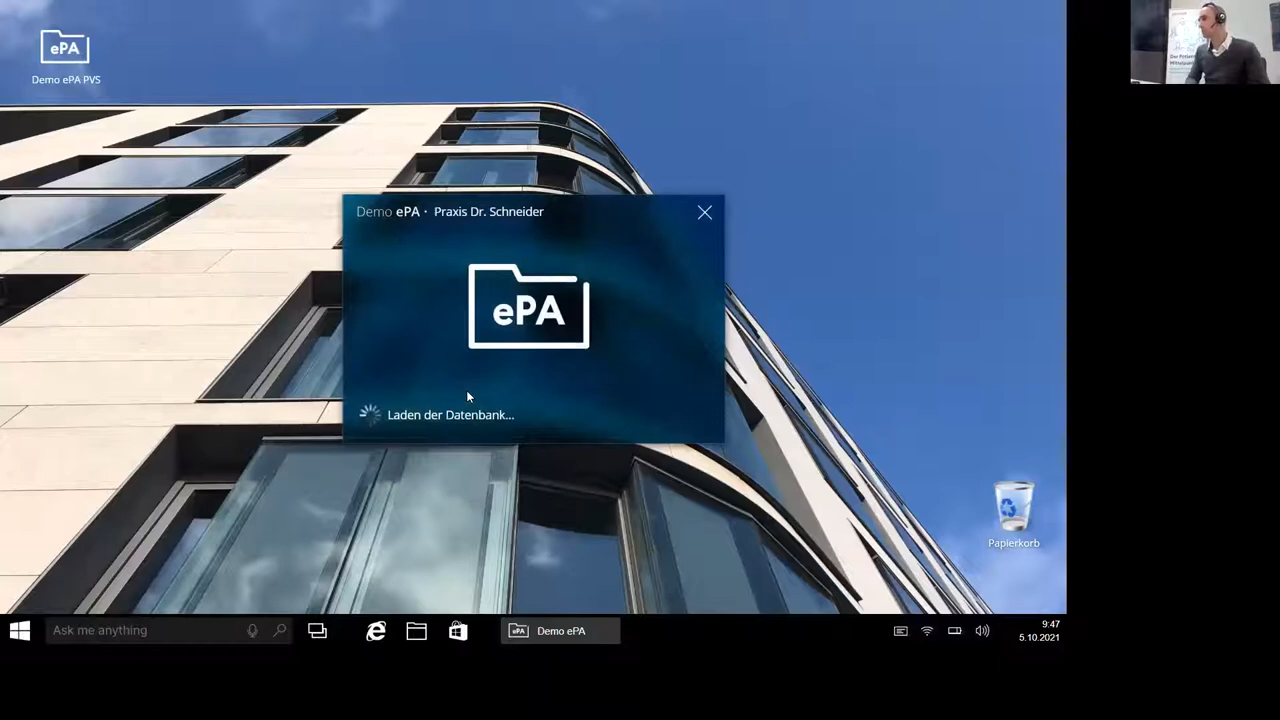 ePA
Demo ePA PVS
Demo ePA · Praxis Dr. Schneider
ePA
Laden der Datenbank...
Papierkorb
Ask me anything
ePA
Demo ePA
9:47
5.10.2021